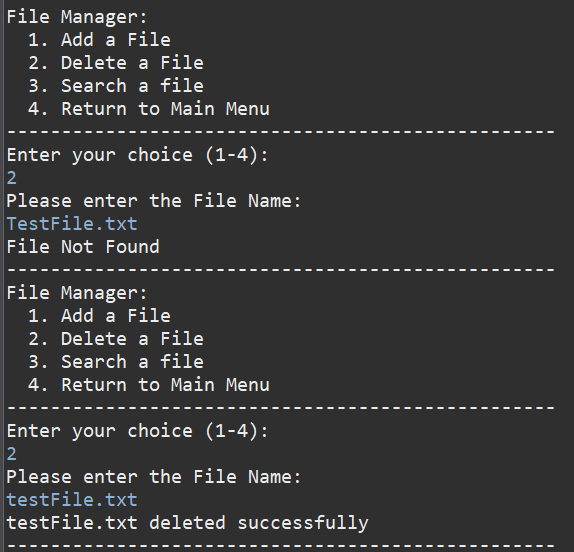 File Manager:
  1. Add a File
  2. Delete a File
  3. Search a file
  4. Return to Main Menu
--------------------------------------------------
Enter your choice (1-4):
2
Please enter the File Name:
TestFile.txt
File Not Found
--------------------------------------------------
File Manager:
  1. Add a File
  2. Delete a File
  3. Search a file
  4. Return to Main Menu
--------------------------------------------------
Enter your choice (1-4):
2
Please enter the File Name:
testFile.txt
testFile.txt deleted successfully
--------------------------------------------------